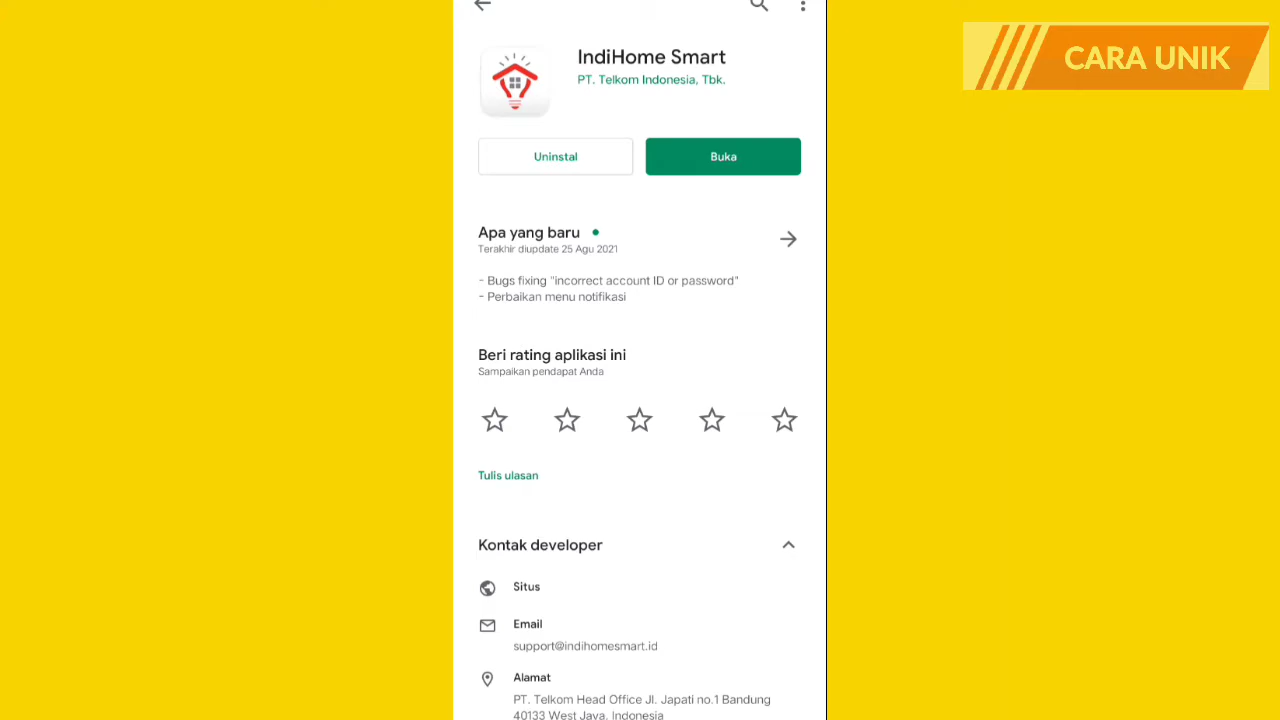 CARA UNIK
IndiHome Smart
PT. Telkom Indonesia, Tbk.
Uninstal
Buka
Apa yang baru
Terakhir diupdate 25 Agu 2021
- Bugs fixing "incorrect account ID or password"
- Perbaikan menu notifikasi
Beri rating aplikasi ini
Sampaikan pendapat Anda
Tulis ulasan
Kontak developer
Situs
Email
support@indihomesmart.id
Alamat
PT. Telkom Head Office Jl. Japati no.1 Bandung
40133 West Java. Indonesia